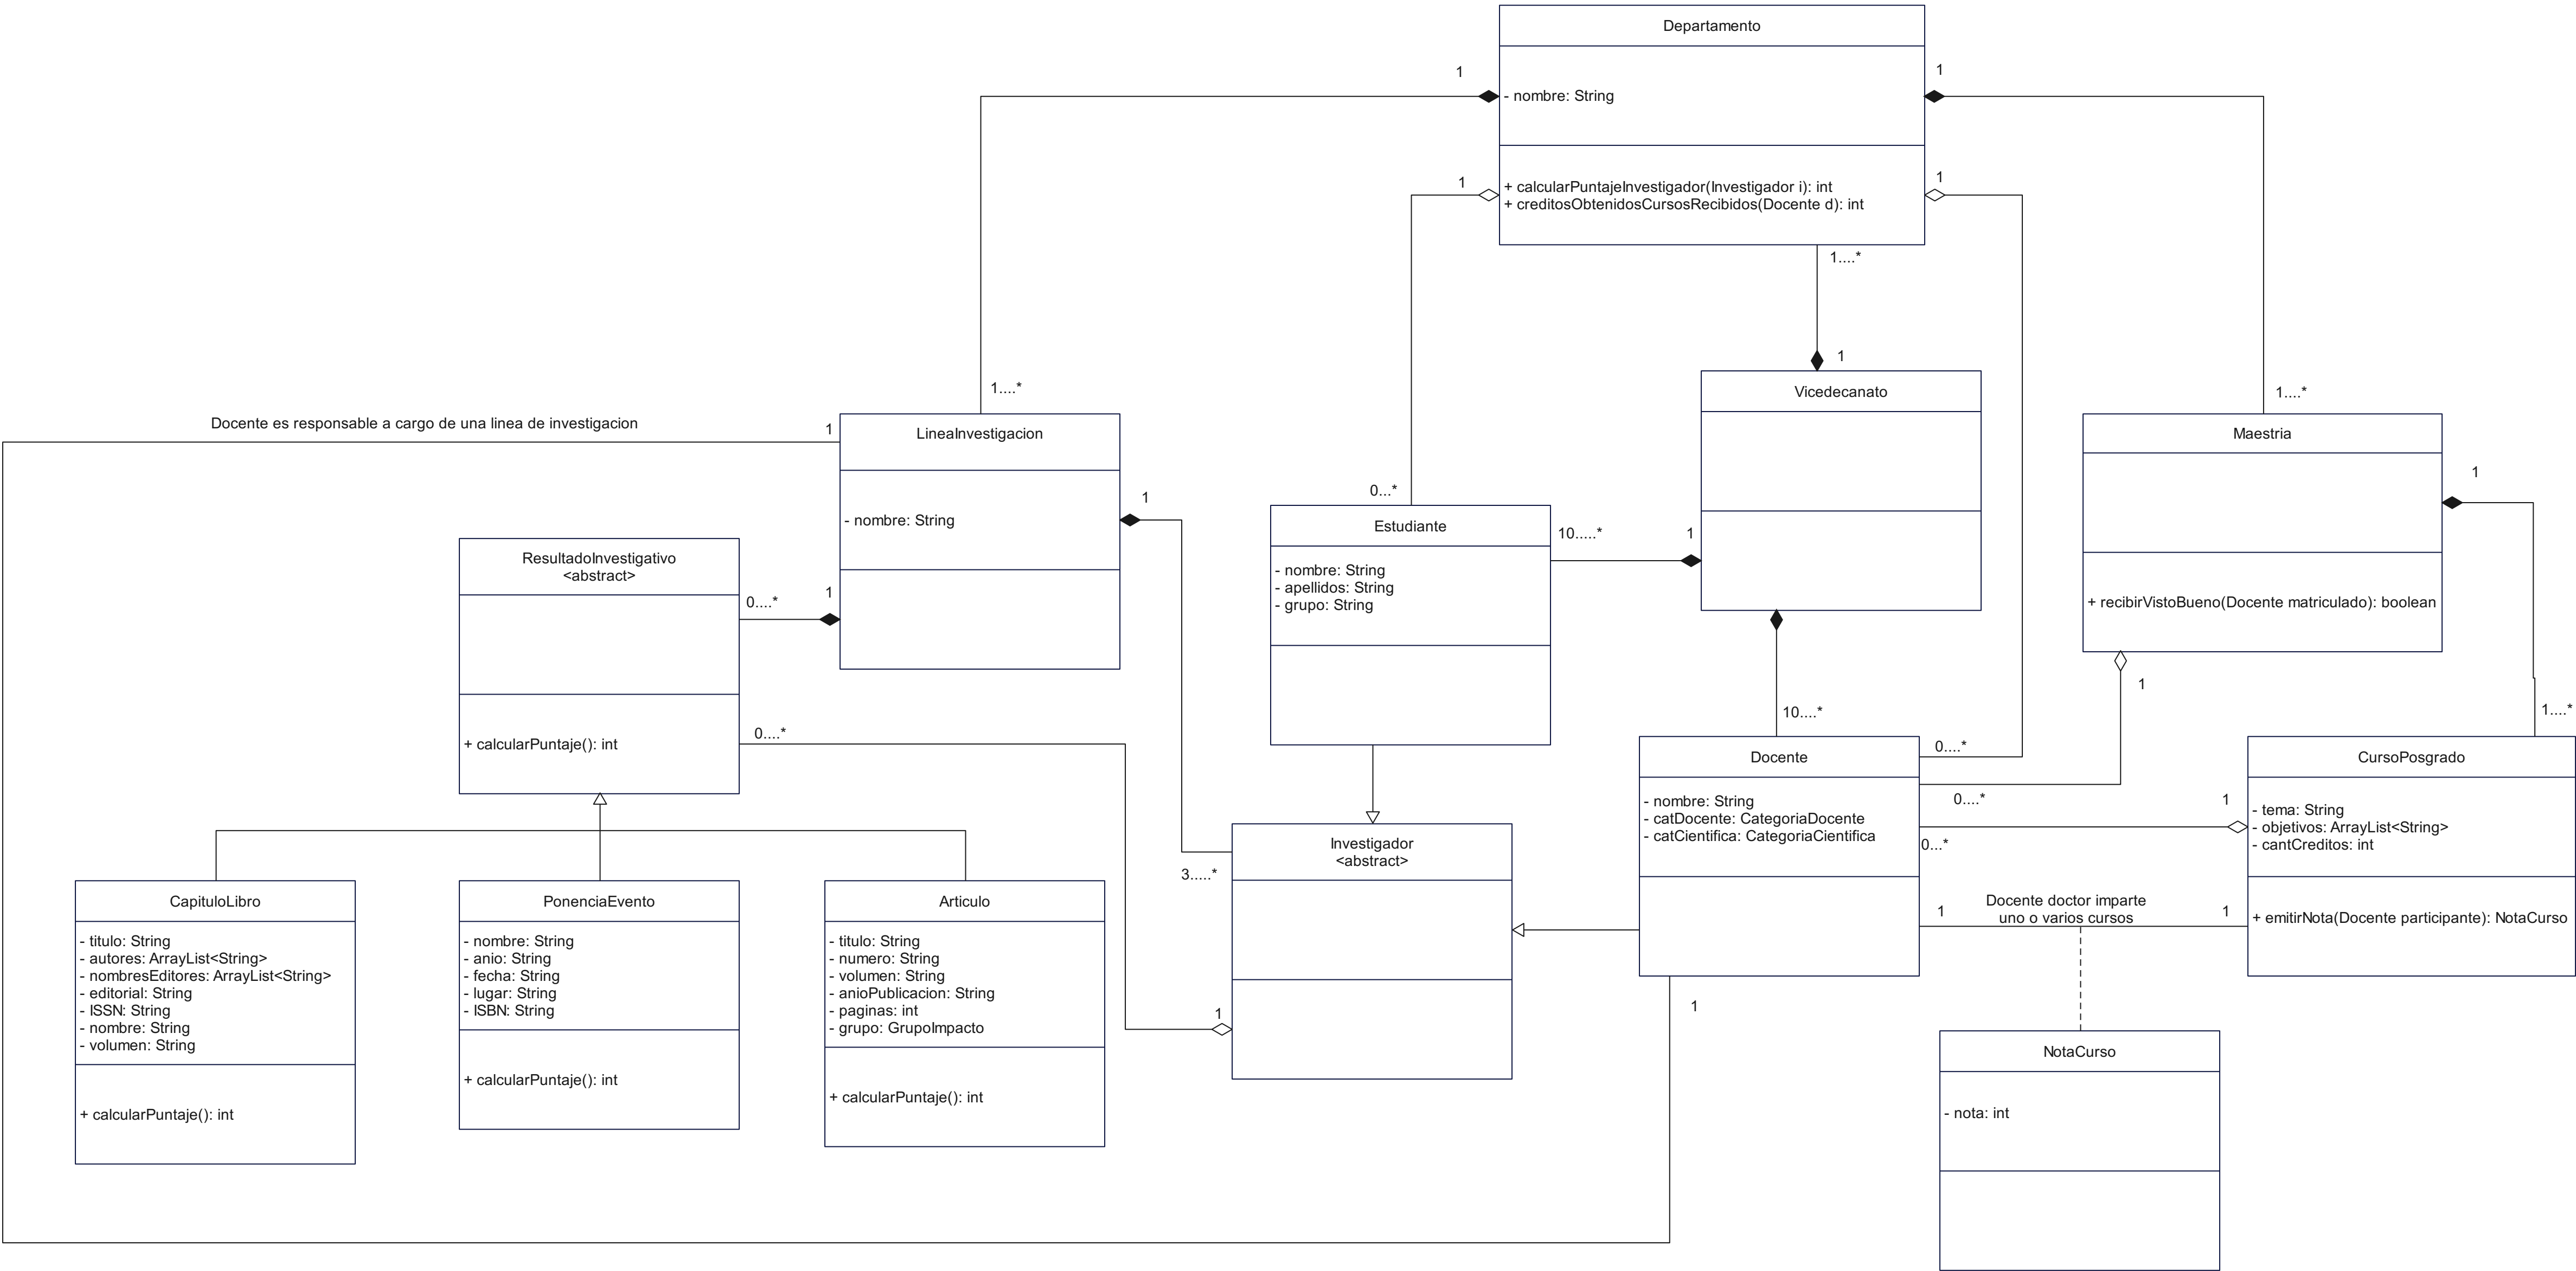 Departamento
- nombre: String
+ calcularPuntajeInvestigador(Investigador i): int
+ creditosObtenidosCursosRecibidos(Docente d): int
1
1
1
1
1....*
1
1....*
1....*
0...*
Vicedecanato
10.....*
1
10....*
Docente es responsable a cargo de una linea de investigacion
1
LineaInvestigacion
- nombre: String
1
1
0....*
3.....*
Maestria
+ recibirVistoBueno(Docente matriculado): boolean
1
1
1....*
Estudiante
- nombre: String
- apellidos: String
- grupo: String
ResultadoInvestigativo
<abstract>
+ calcularPuntaje(): int
0....*
1
Investigador
<abstract>
Docente
- nombre: String
- catDocente: CategoriaDocente
- catCientifica: CategoriaCientifica
0....*
0....*
0...*
1
1
1
1
Docente doctor imparte
uno o varios cursos
CursoPosgrado
- tema: String
- objetivos: ArrayList<String>
- cantCreditos: int
+ emitirNota(Docente participante): NotaCurso
CapituloLibro
- titulo: String
- autores: ArrayList<String>
- nombresEditores: ArrayList<String>
- editorial: String
- ISSN: String
- nombre: String
- volumen: String
+ calcularPuntaje(): int
PonenciaEvento
- nombre: String
- anio: String
- fecha: String
- lugar: String
- ISBN: String
+ calcularPuntaje(): int
Articulo
- titulo: String
- numero: String
- volumen: String
- anioPublicacion: String
- paginas: int
- grupo: GrupoImpacto
+ calcularPuntaje(): int
NotaCurso
- nota: int